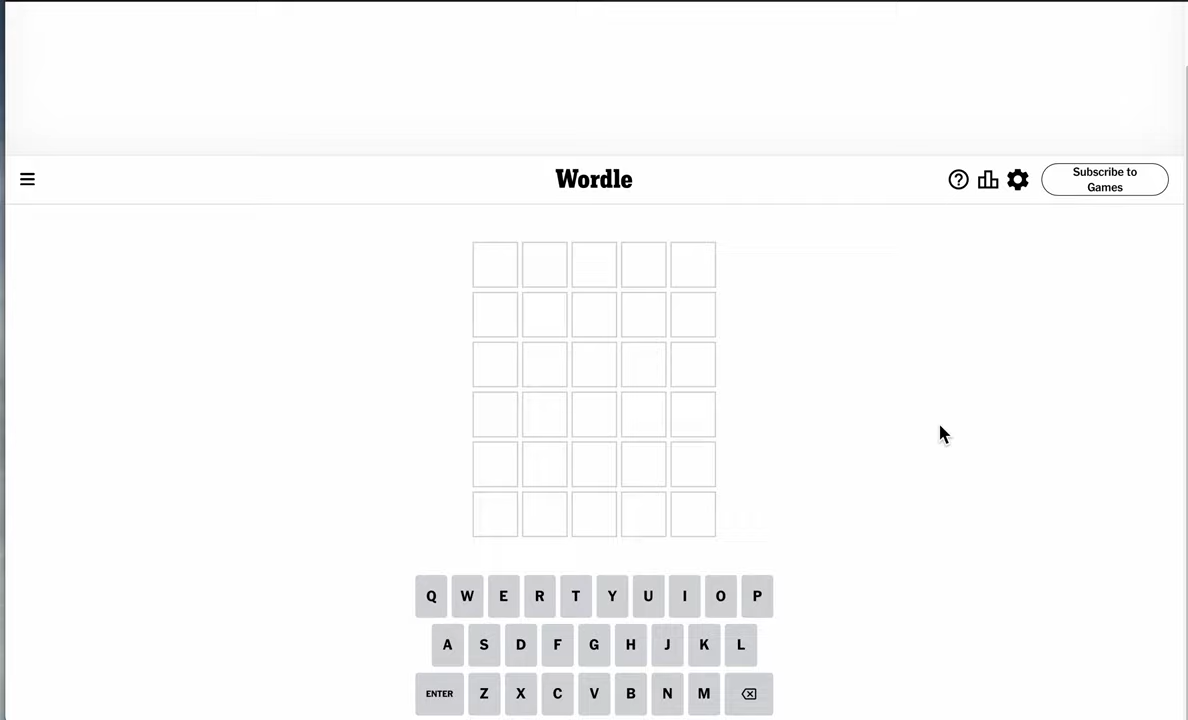 Wordle
Subscribe to
Games
Q W E R T Y U I O P
A S D F G H J K L
ENTER Z X C V B N M